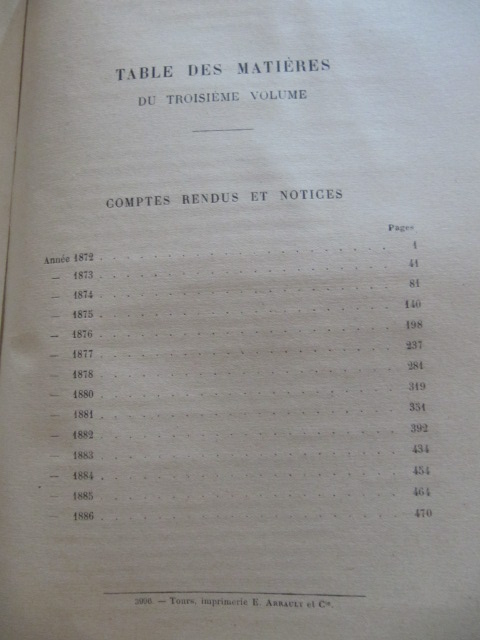 TABLE DES MATIÈRES
DU TROISIÈME VOLUME
COMPTES RENDUS ET NOTICES
Pages
Année 1872 . . . . . . . . . . . . . . . 1
— 1873 . . . . . . . . . . . . . . . 41
— 1874 . . . . . . . . . . . . . . . 81
— 1875 . . . . . . . . . . . . . . . 140
— 1876 . . . . . . . . . . . . . . . 198
— 1877 . . . . . . . . . . . . . . . 237
— 1878 . . . . . . . . . . . . . . . 281
— 1880 . . . . . . . . . . . . . . . 319
— 1881 . . . . . . . . . . . . . . . 351
— 1882 . . . . . . . . . . . . . . . 392
— 1883 . . . . . . . . . . . . . . . 434
— 1884 . . . . . . . . . . . . . . . 454
— 1885 . . . . . . . . . . . . . . . 464
— 1886 . . . . . . . . . . . . . . . 470
— Tours, imprimerie E. ARRAULT et Cie.